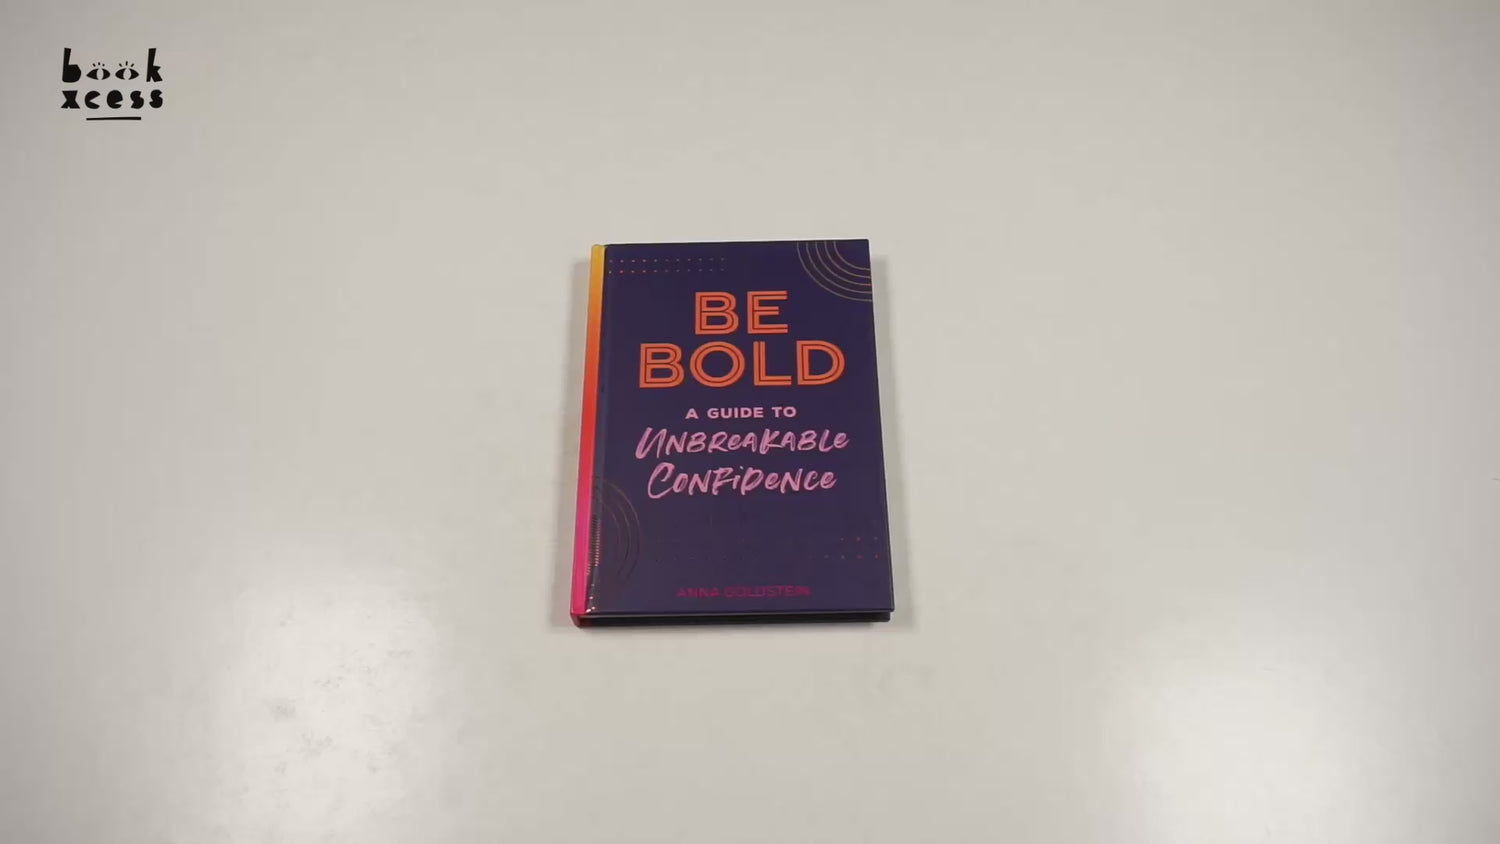 book
xcess
BE
BOLD
A GUIDE TO
UNBREAKABLE
CONFIDENCE
ANNA GOLDSTEIN